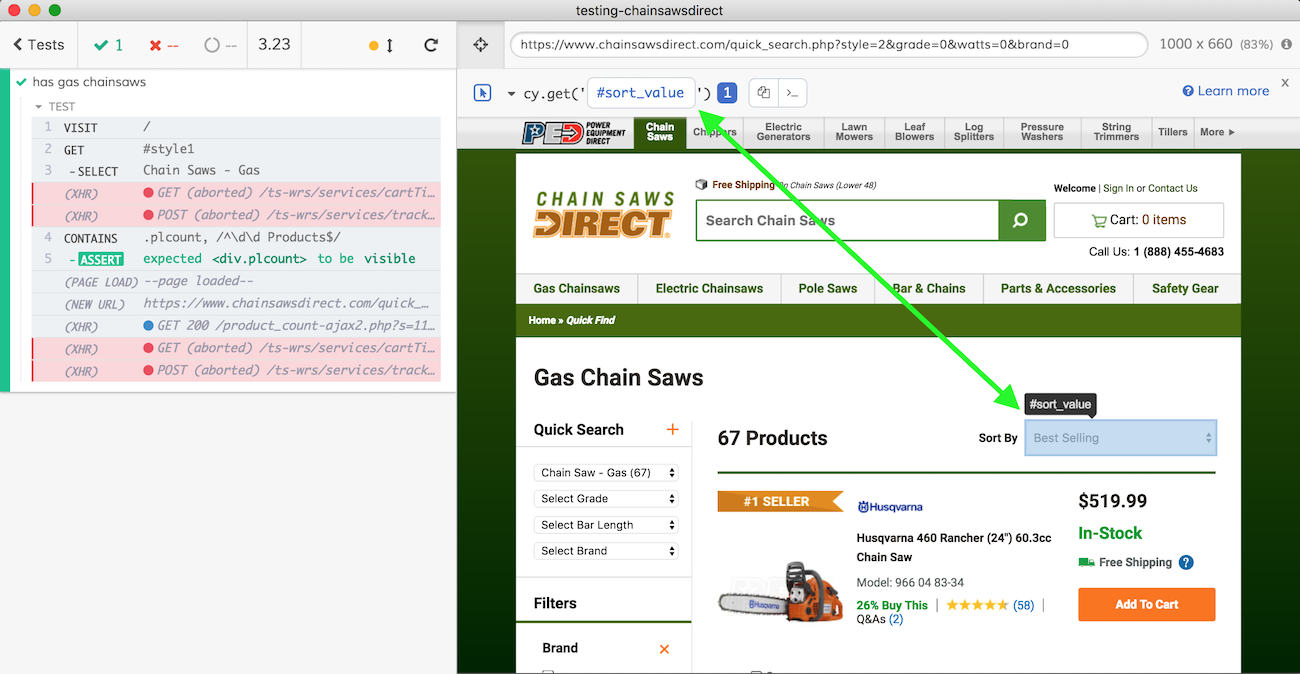 testing-chainsawsdirect
Tests
1
--
--
3.23
https://www.chainsawsdirect.com/quick_search.php?style=2&grade=0&watts=0&brand=0
1000 x 660 (83%)
has gas chainsaws
TEST
1 VISIT /
2 GET #style1
3 -SELECT Chain Saws - Gas
(XHR) GET (aborted) /ts-wrs/services/cartTi…
(XHR) POST (aborted) /ts-wrs/services/track…
4 CONTAINS .plcount, /^\d\d Products$/
5 -ASSERT expected <div.plcount> to be visible
(PAGE LOAD) --page loaded--
(NEW URL) https://www.chainsawsdirect.com/quick_…
(XHR) GET 200 /product_count-ajax2.php?s=11…
(XHR) GET (aborted) /ts-wrs/services/cartTi…
(XHR) POST (aborted) /ts-wrs/services/track…
cy.get('#sort_value') 1
>_
Learn more
x
PED POWER EQUIPMENT DIRECT
Chain Saws
Chippers
Electric Generators
Lawn Mowers
Leaf Blowers
Log Splitters
Pressure Washers
String Trimmers
Tillers
More
CHAIN SAWS
DIRECT
Free Shipping On Chain Saws (Lower 48)
Search Chain Saws
Welcome | Sign In or Contact Us
Cart: 0 items
Call Us: 1 (888) 455-4683
Gas Chainsaws
Electric Chainsaws
Pole Saws
Bar & Chains
Parts & Accessories
Safety Gear
Home » Quick Find
Gas Chain Saws
Quick Search +
Chain Saw - Gas (67)
Select Grade
Select Bar Length
Select Brand
Filters
Brand
67 Products
#sort_value
Sort By
Best Selling
#1 SELLER
Husqvarna
Husqvarna 460 Rancher (24") 60.3cc
Chain Saw
Model: 966 04 83-34
26% Buy This | (58) |
Q&As (2)
Husqvarna
$519.99
In-Stock
Free Shipping ?
Add To Cart